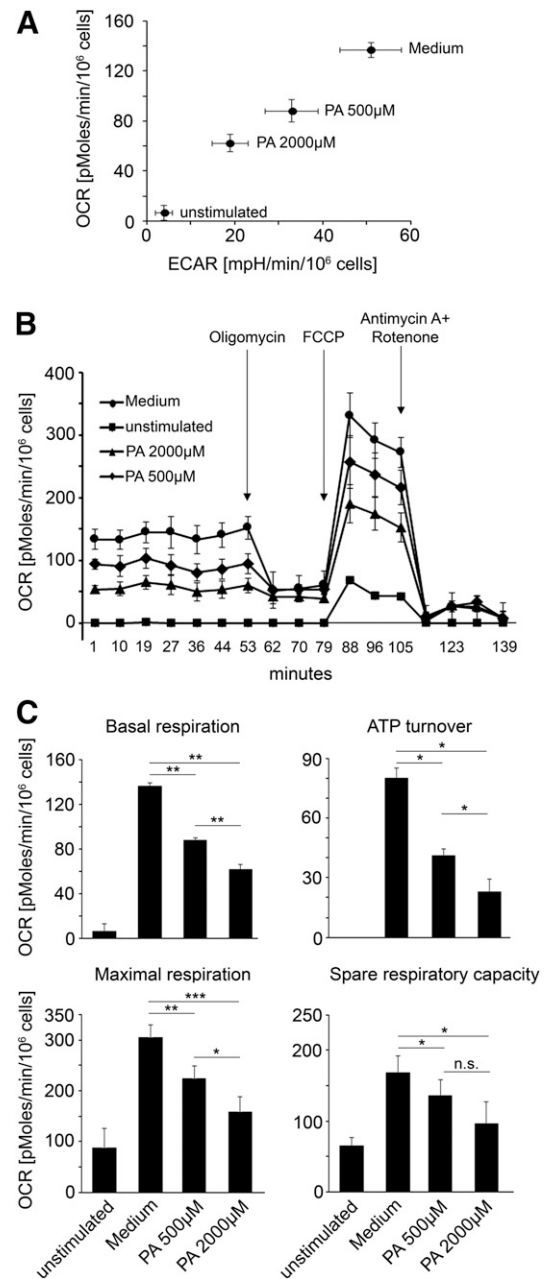 A
OCR [pMoles/min/10⁶ cells]
160
120
80
40
0
Medium
PA 500µM
PA 2000µM
unstimulated
0 20 40 60
ECAR [mpH/min/10⁶ cells]
B
Oligomycin
FCCP
Antimycin A+
Rotenone
OCR [pMoles/min/10⁶ cells]
400
300
200
100
0
Medium
unstimulated
PA 2000µM
PA 500µM
1 10 19 27 36 44 53 62 70 79 88 96 105 123 139
minutes
C
Basal respiration
OCR [pMoles/min/10⁶ cells]
160
120
80
40
0
**
**
**
ATP turnover
90
60
30
0
*
*
*
Maximal respiration
OCR [pMoles/min/10⁶ cells]
350
300
200
100
0
***
**
*
unstimulated
Medium
PA 500µM
PA 2000µM
Spare respiratory capacity
250
200
150
100
50
0
*
*
n.s.
unstimulated
Medium
PA 500µM
PA 2000µM